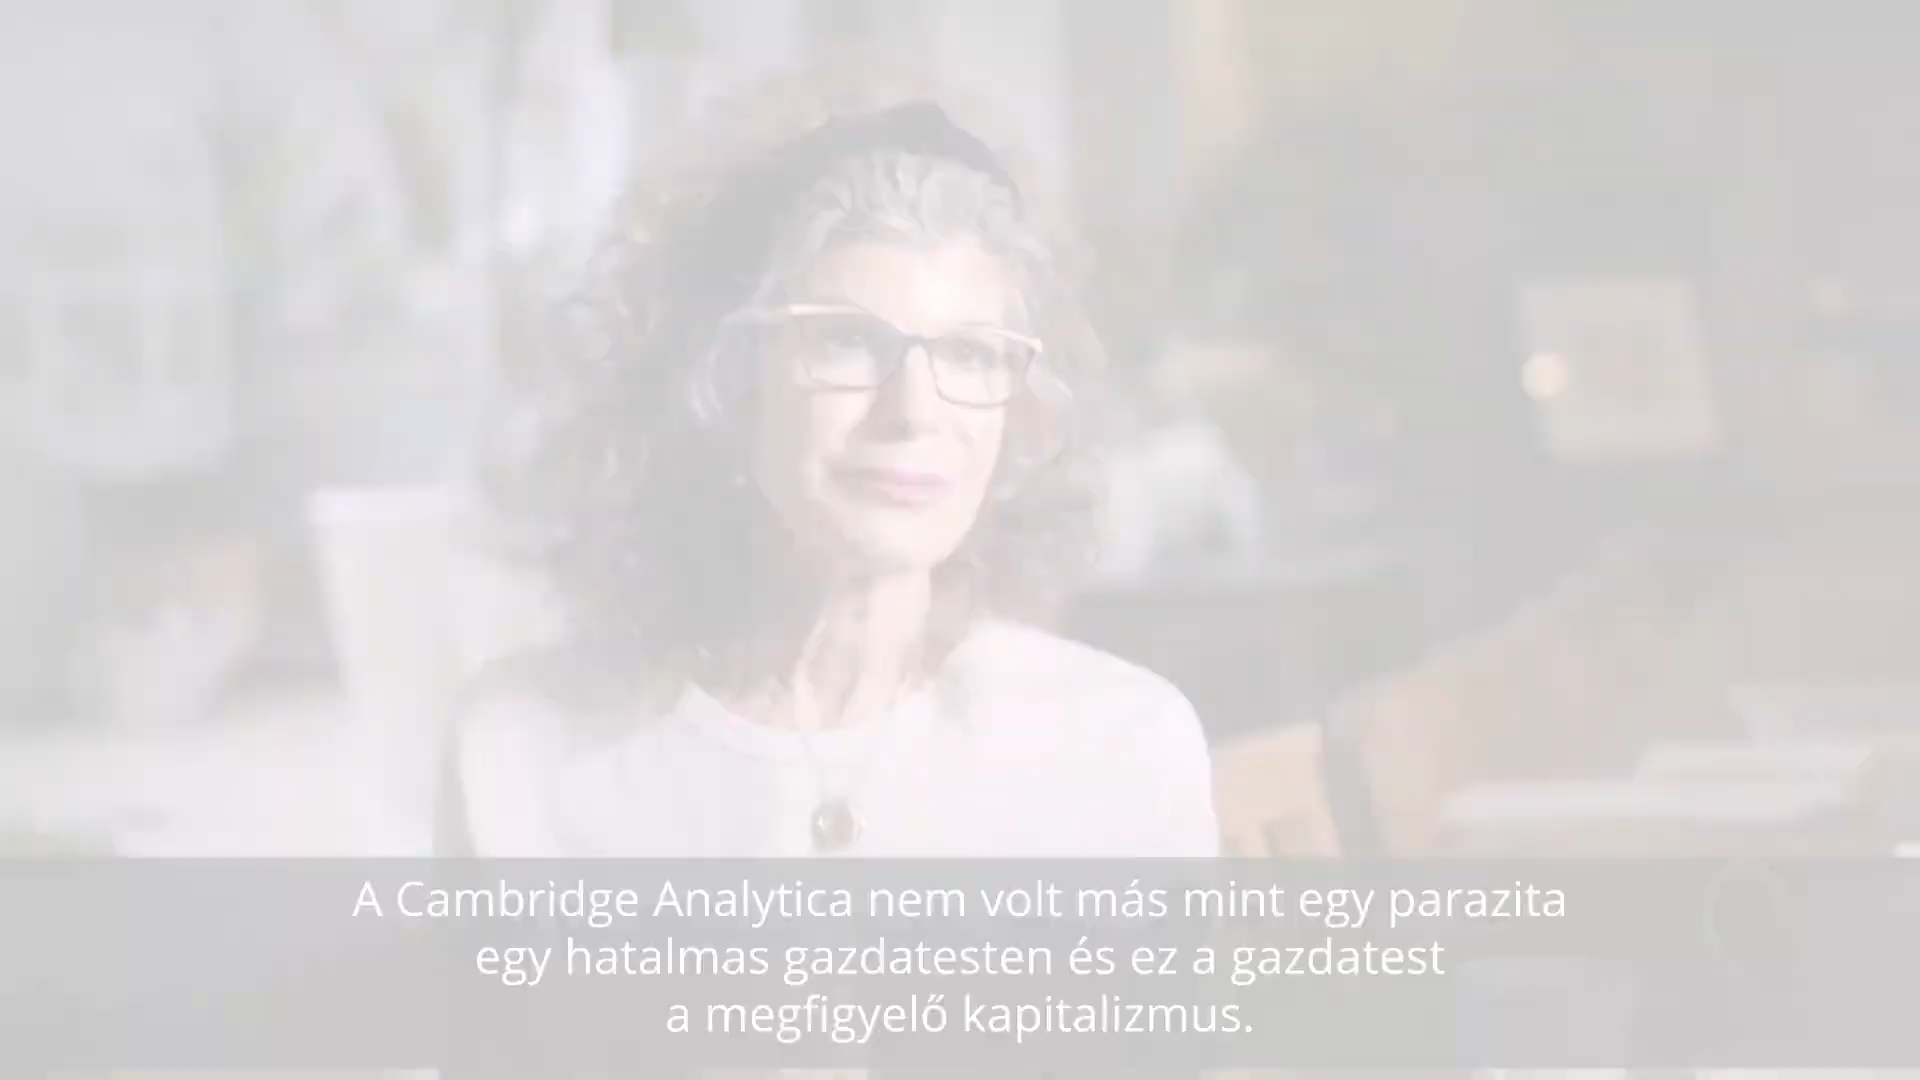 A Cambridge Analytica nem volt más mint egy parazita
egy hatalmas gazdatesten és ez a gazdatest
a megfigyelő kapitalizmus.